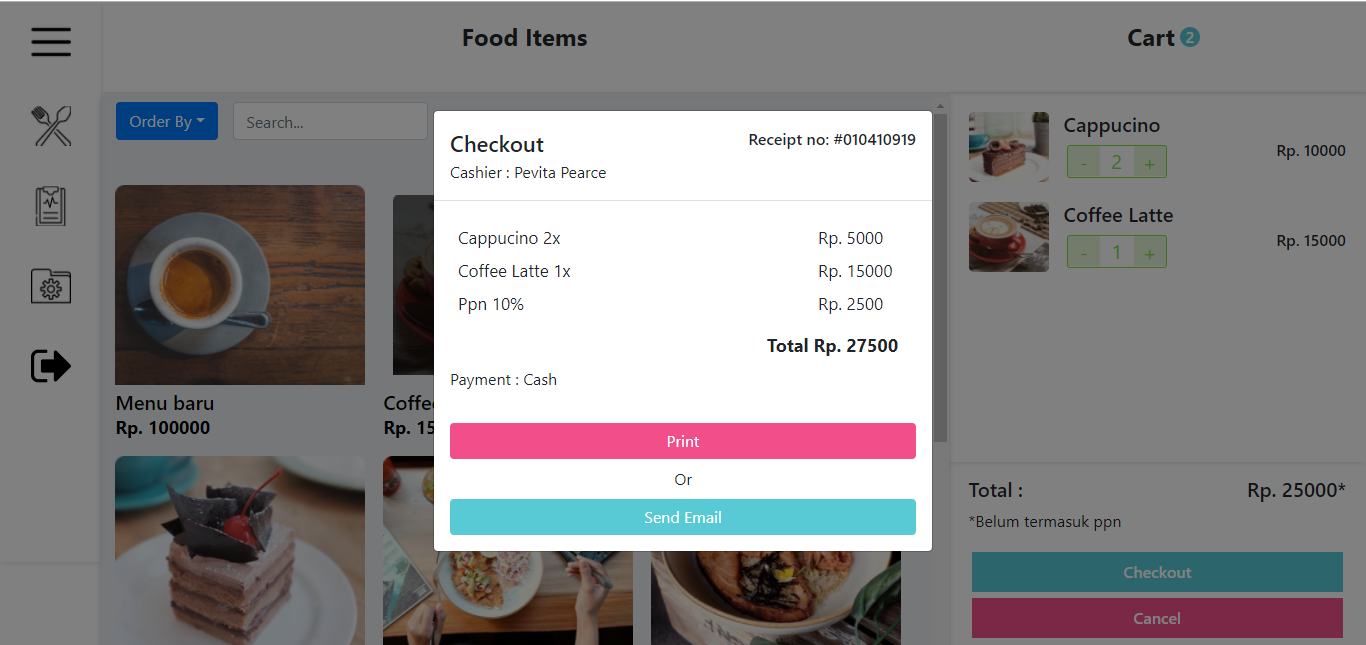 Food Items
Cart 2
Order By
Search...
Menu baru
Rp. 100000
Coffe
Rp. 15
Checkout
Receipt no: #010410919
Cashier : Pevita Pearce
Cappucino 2x Rp. 5000
Coffee Latte 1x Rp. 15000
Ppn 10% Rp. 2500
Total Rp. 27500
Payment : Cash
Print
Or
Send Email
Cappucino
- 2 +
Rp. 10000
Coffee Latte
- 1 +
Rp. 15000
Total : Rp. 25000*
*Belum termasuk ppn
Checkout
Cancel